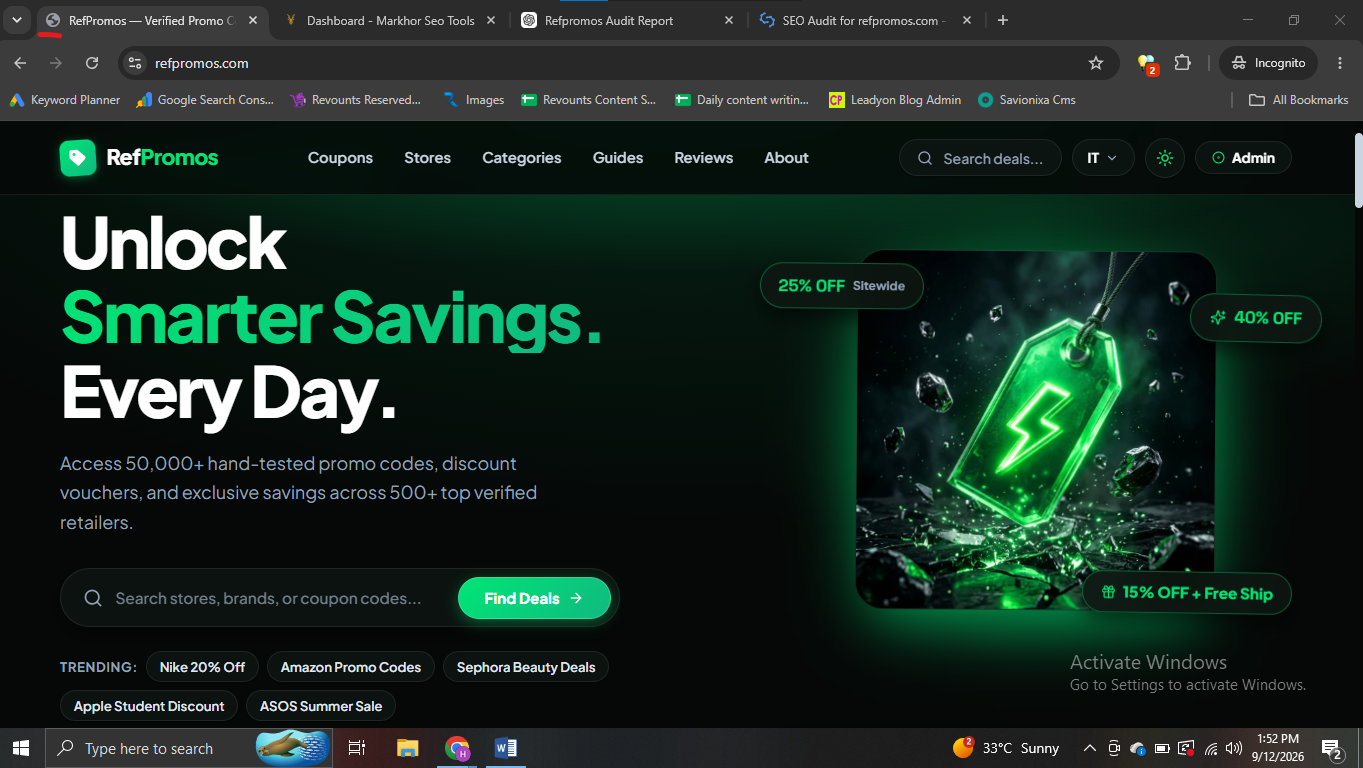 RefPromos — Verified Promo C
Dashboard - Markhor Seo Tools
Refpromos Audit Report
SEO Audit for refpromos.com -
refpromos.com
2
Incognito
Keyword Planner
Google Search Cons...
Revounts Reserved...
Images
Revounts Content S...
Daily content writin...
CP
Leadyon Blog Admin
Savionixa Cms
All Bookmarks
RefPromos
Coupons
Stores
Categories
Guides
Reviews
About
Search deals...
IT
Admin
Unlock
Smarter Savings.
Every Day.
Access 50,000+ hand-tested promo codes, discount
vouchers, and exclusive savings across 500+ top verified
retailers.
Search stores, brands, or coupon codes...
Find Deals →
TRENDING:
Nike 20% Off
Amazon Promo Codes
Sephora Beauty Deals
Apple Student Discount
ASOS Summer Sale
25% OFF Sitewide
40% OFF
15% OFF + Free Ship
Activate Windows
Go to Settings to activate Windows.
Type here to search
H
W
2
33°C Sunny
1:52 PM
9/12/2026
2